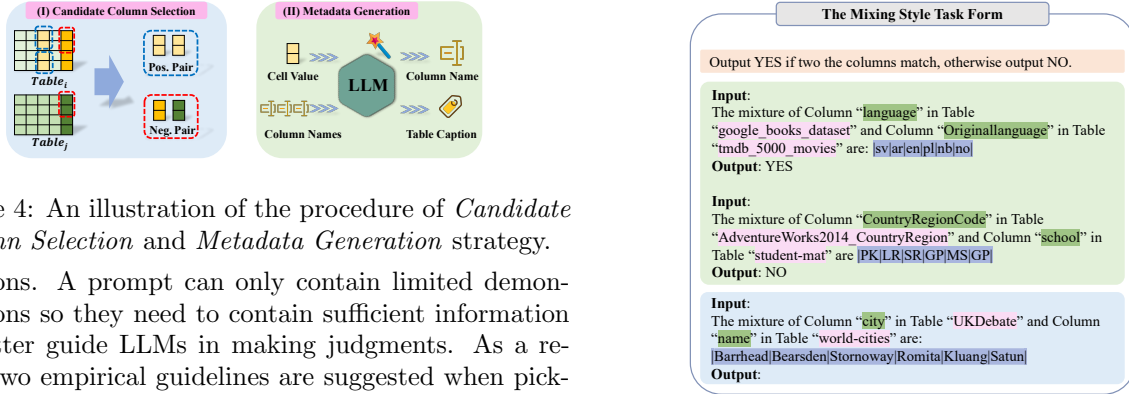 (I) Candidate Column Selection
Table_i
Table_j
Pos. Pair
Neg. Pair
(II) Metadata Generation
Cell Value
LLM
Column Name
Column Names
Table Caption
4: An illustration of the procedure of Candidate
Selection and Metadata Generation strategy.
A prompt can only contain limited demon-
so they need to contain sufficient information
guide LLMs in making judgments. As a re-
two empirical guidelines are suggested when pick-
The Mixing Style Task Form
Output YES if two the columns match, otherwise output NO.
Input:
The mixture of Column “language” in Table
“google_books_dataset” and Column “Originallanguage” in Table
“tmdb_5000_movies” are: |sv|ar|en|pl|nb|no|
Output: YES
Input:
The mixture of Column “CountryRegionCode” in Table
“AdventureWorks2014_CountryRegion” and Column “school” in
Table “student-mat” are |PK|LR|SR|GP|MS|GP|
Output: NO
Input:
The mixture of Column “city” in Table “UKDebate” and Column
“name” in Table “world-cities” are:
|Barrhead|Bearsden|Stornoway|Romita|Kluang|Satun|
Output: